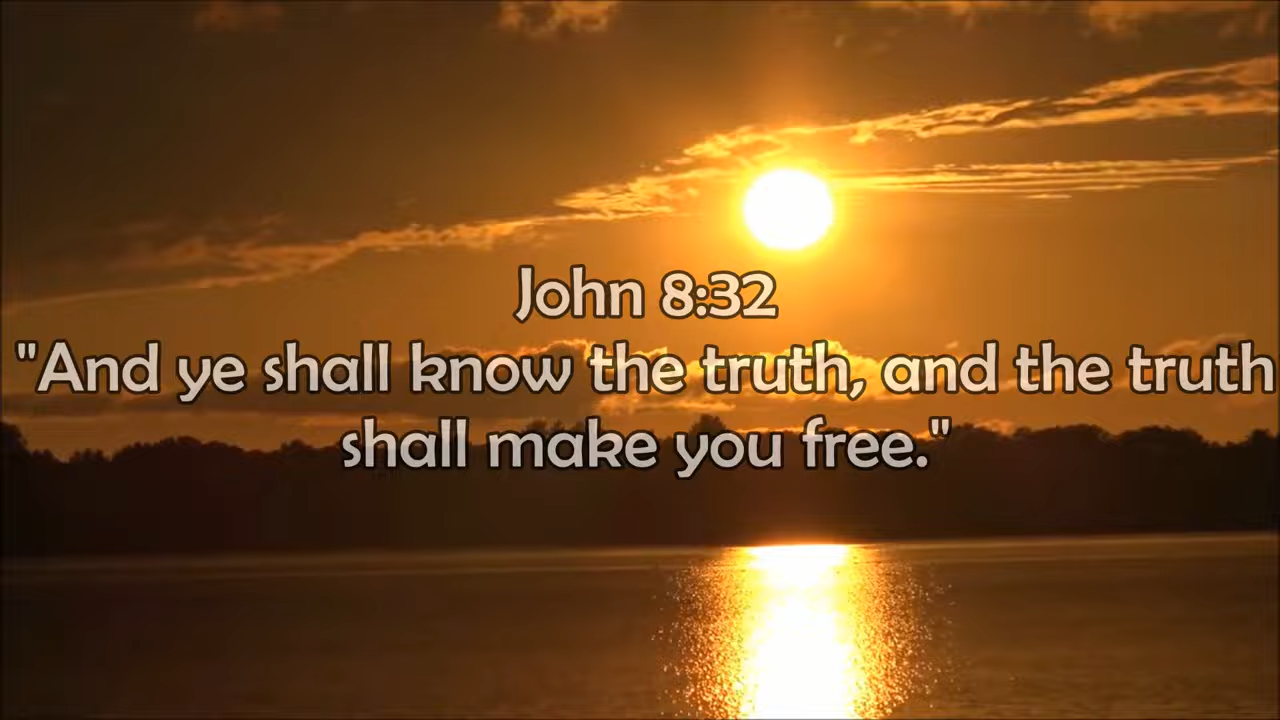 John 8:32
"And ye shall know the truth, and the truth
shall make you free."